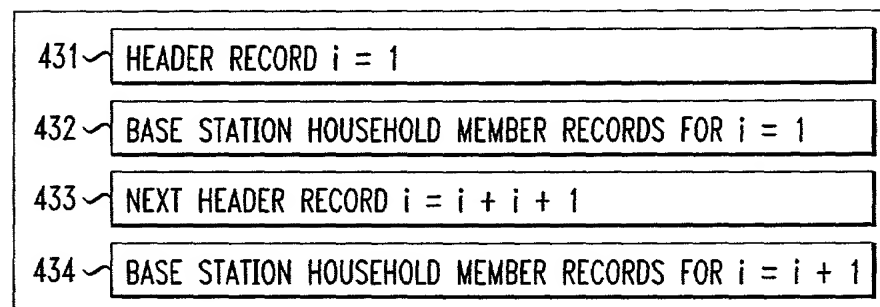 431 HEADER RECORD i = 1
432 BASE STATION HOUSEHOLD MEMBER RECORDS FOR i = 1
433 NEXT HEADER RECORD i = i + i + 1
434 BASE STATION HOUSEHOLD MEMBER RECORDS FOR i = i + 1